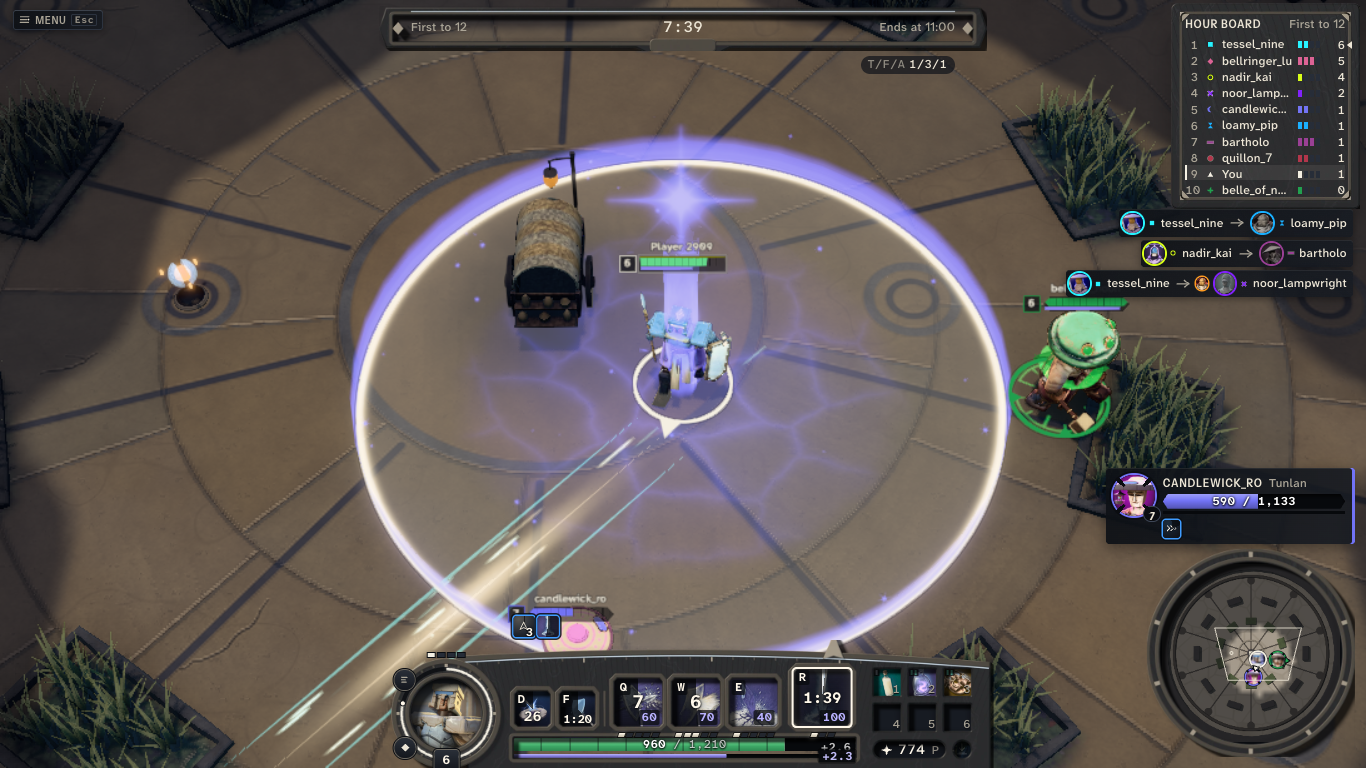 MENU Esc
First to 12
7:39
Ends at 11:00
T/F/A 1/3/1
HOUR BOARD First to 12
1 tessel_nine 6
2 bellringer_lu 5
3 nadir_kai 4
4 noor_lamp... 2
5 candlewic... 1
6 loamy_pip 1
7 bartholo 1
8 quillon_7 1
9 You 1
10 belle_of_n... 0
tessel_nine → loamy_pip
nadir_kai → bartholo
tessel_nine → noor_lampwright
Player 2909
6
6
CANDLEWICK_RO Tunlan
590 / 1,133
7
candlewick_ro
3
D 26
F 1:20
Q 7 60
W 6 70
E 40
R 1:39 100
1 2 3
4 5 6
960 / 1,210
+2.6
+2.3
774 P
6